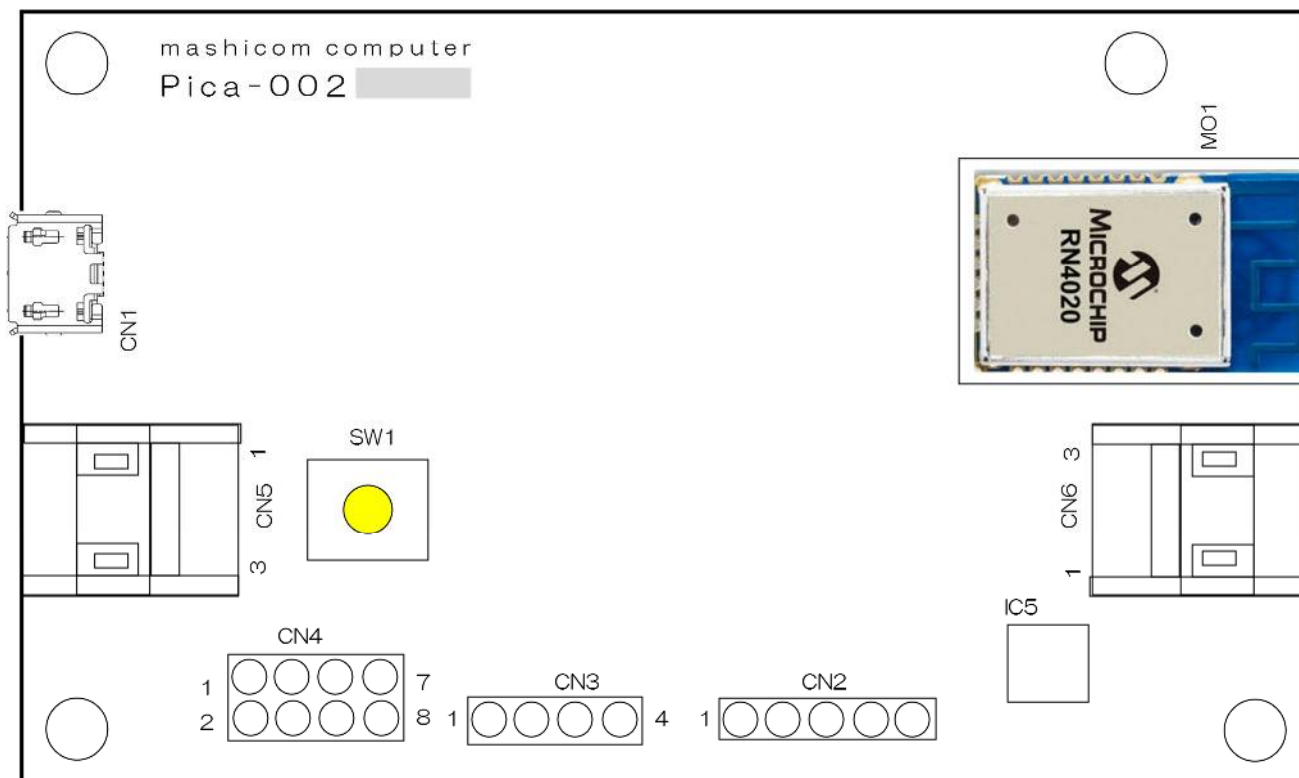 mashicom computer
Pica-002
MO1
MICROCHIP
RN4020
CN1
SW1
1
CN5
3
3
CN6
1
IC5
CN4
1
7
2
8
CN3
1
4
CN2
1